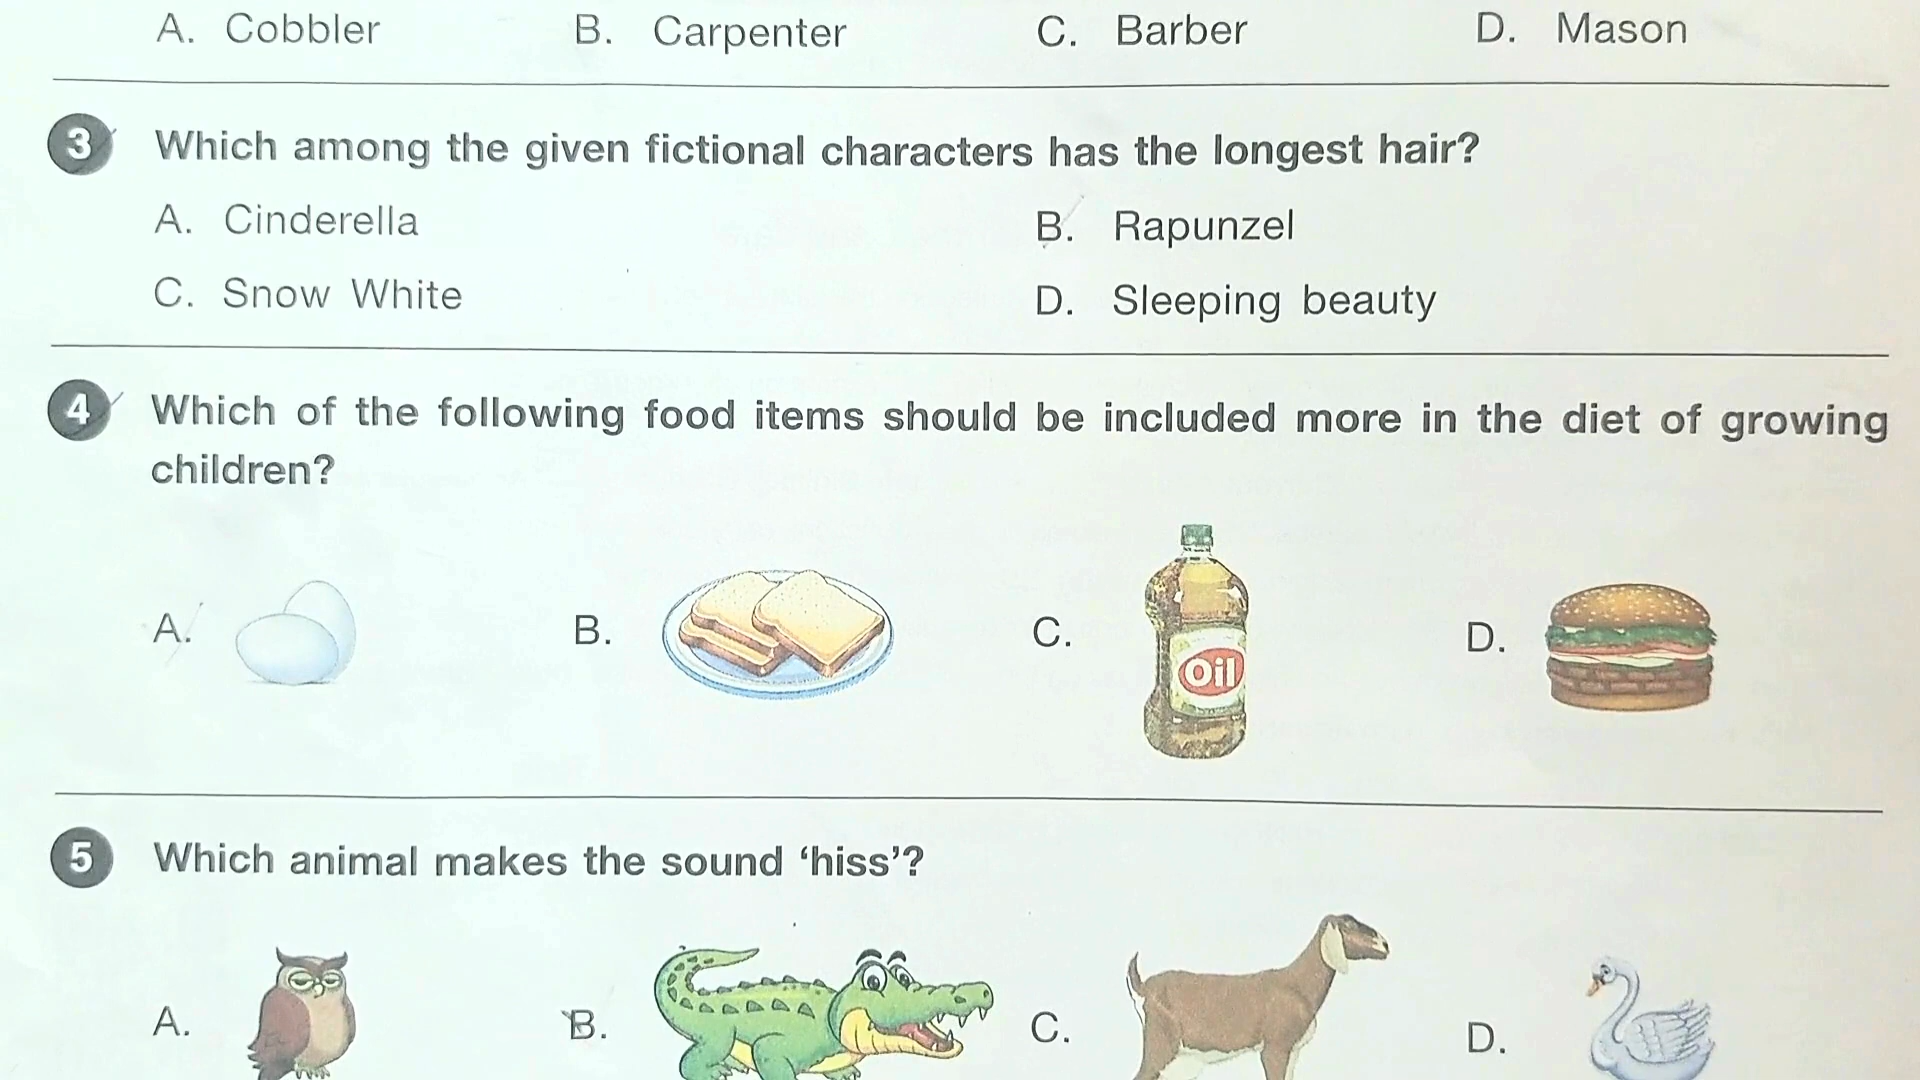 A. Cobbler B. Carpenter C. Barber D. Mason
3 Which among the given fictional characters has the longest hair?
A. Cinderella B. Rapunzel
C. Snow White D. Sleeping beauty
4 Which of the following food items should be included more in the diet of growing
children?
A. B. C. D.
Oil
5 Which animal makes the sound ‘hiss’?
A. B. C. D.